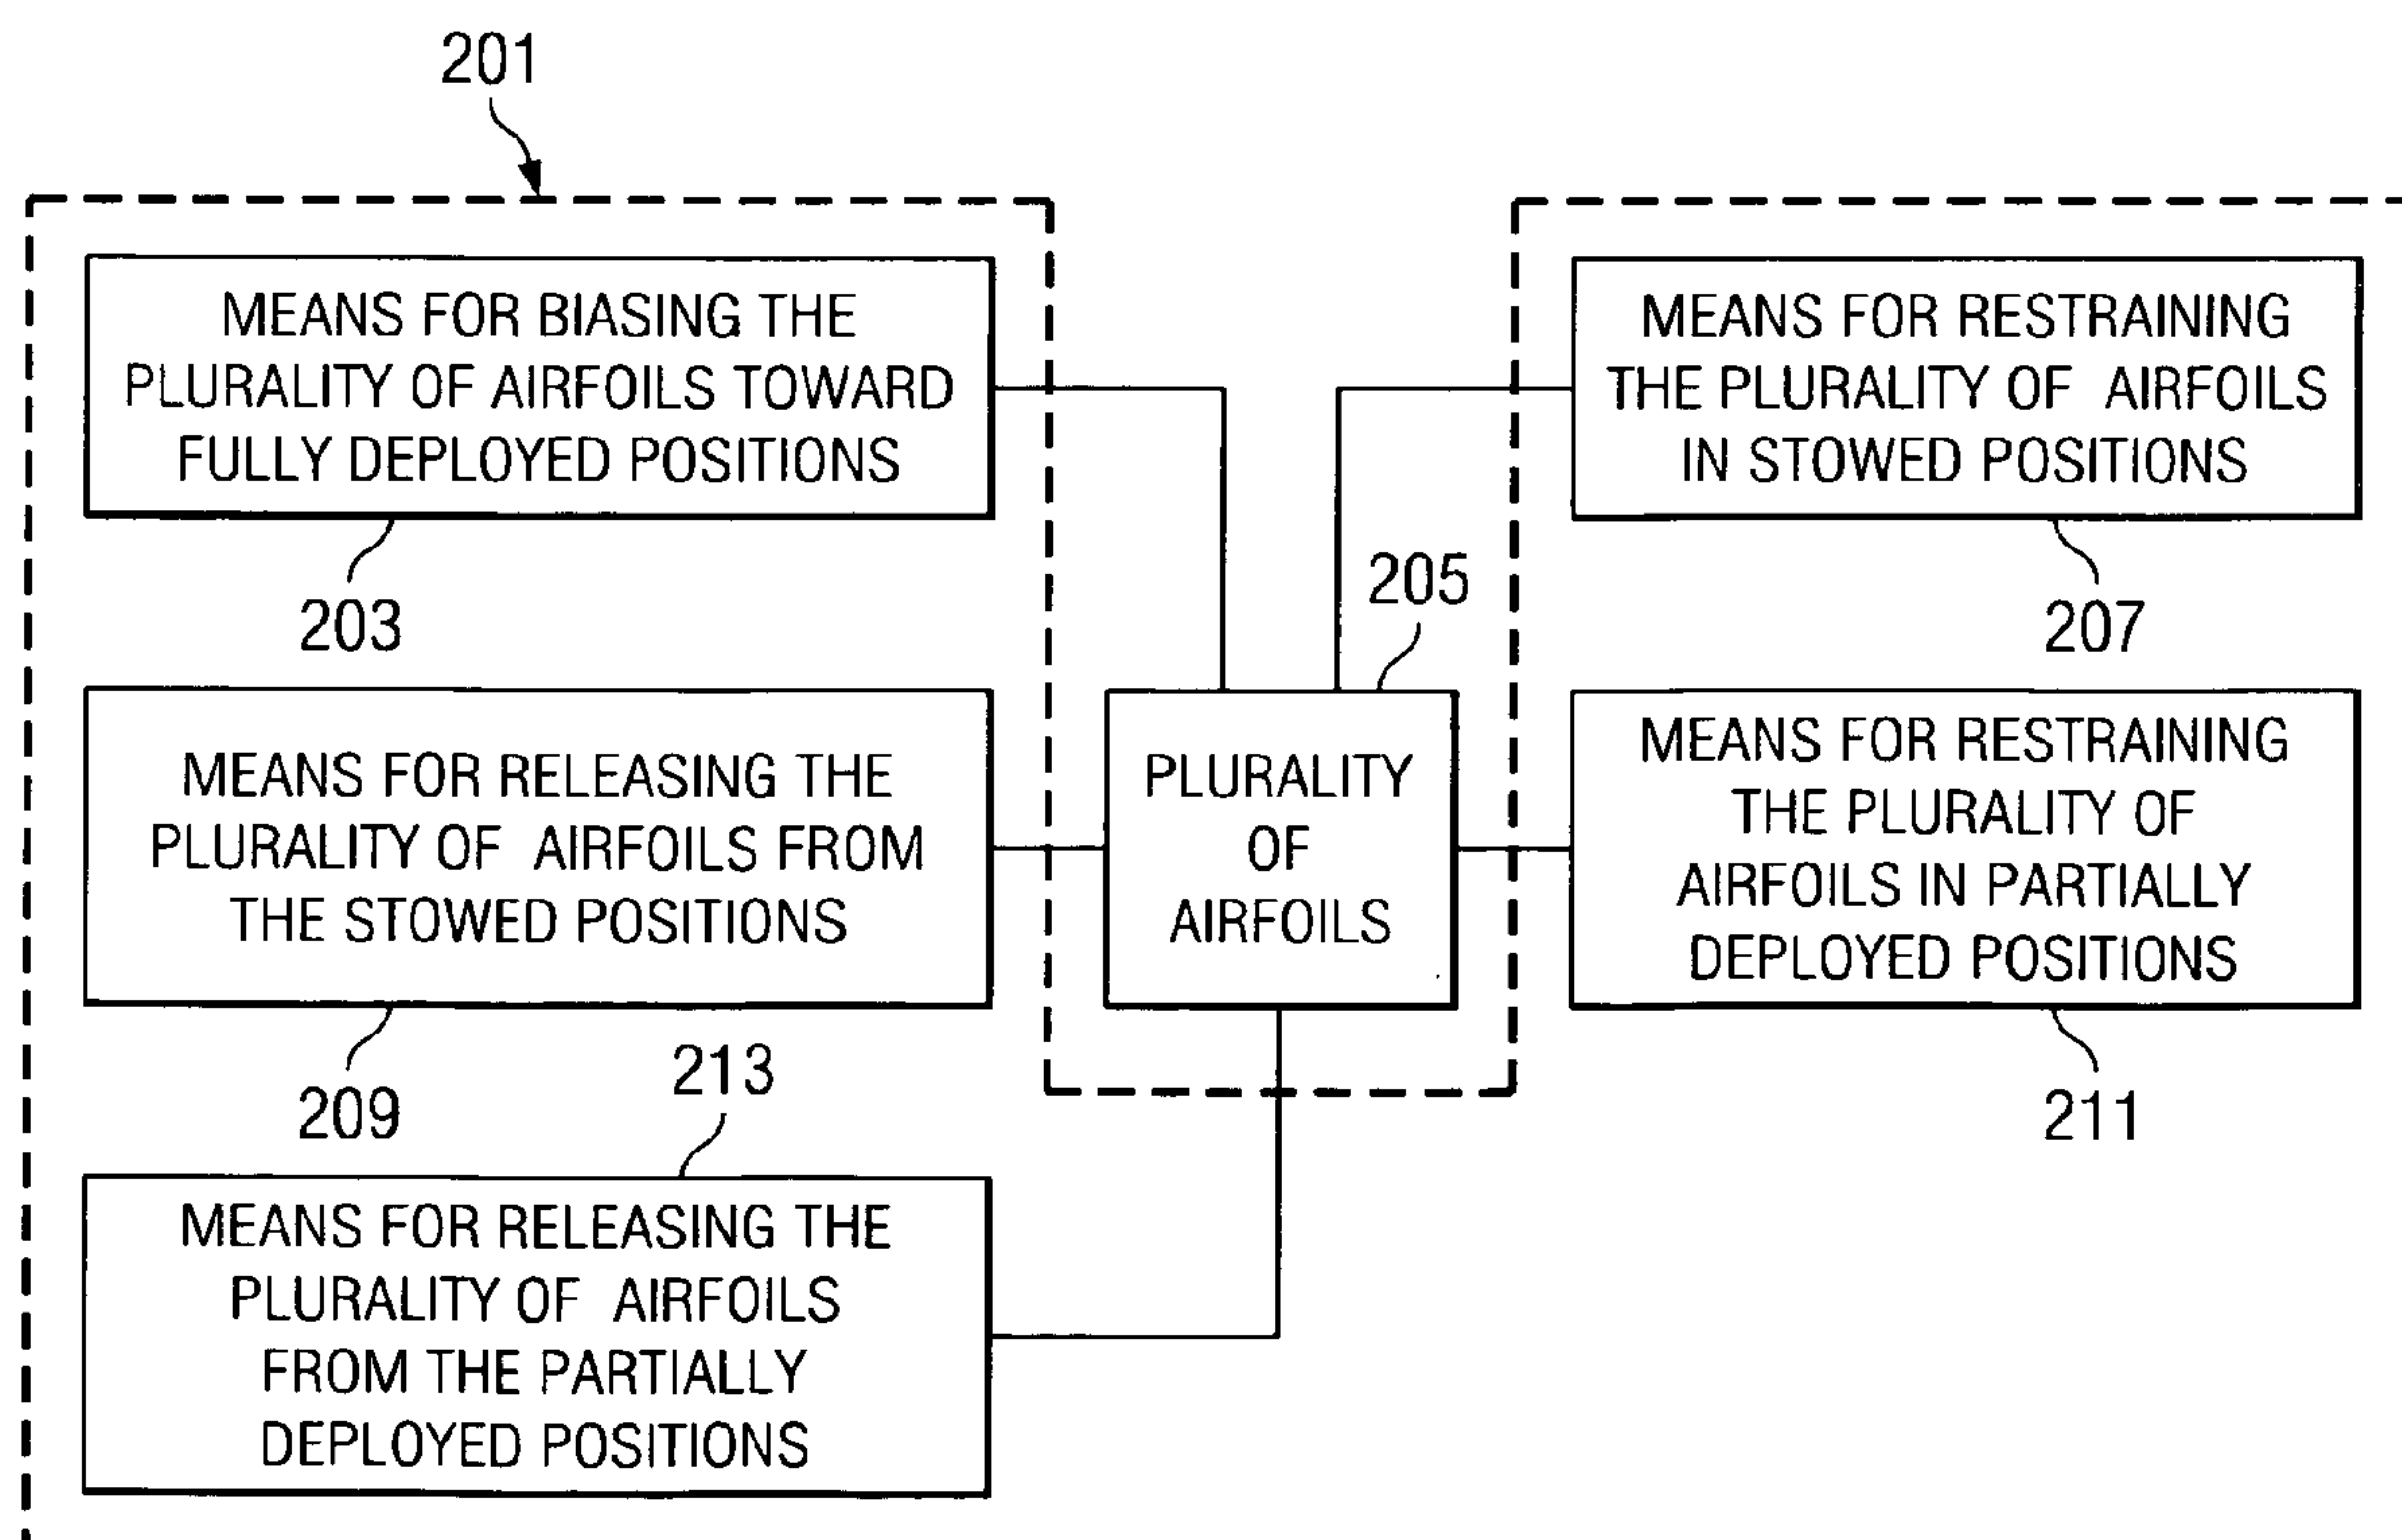 201
MEANS FOR BIASING THE
PLURALITY OF AIRFOILS TOWARD
FULLY DEPLOYED POSITIONS
203
MEANS FOR RESTRAINING
THE PLURALITY OF AIRFOILS
IN STOWED POSITIONS
207
205
PLURALITY
OF
AIRFOILS
MEANS FOR RELEASING THE
PLURALITY OF AIRFOILS FROM
THE STOWED POSITIONS
209
MEANS FOR RESTRAINING
THE PLURALITY OF
AIRFOILS IN PARTIALLY
DEPLOYED POSITIONS
211
213
MEANS FOR RELEASING THE
PLURALITY OF AIRFOILS
FROM THE PARTIALLY
DEPLOYED POSITIONS